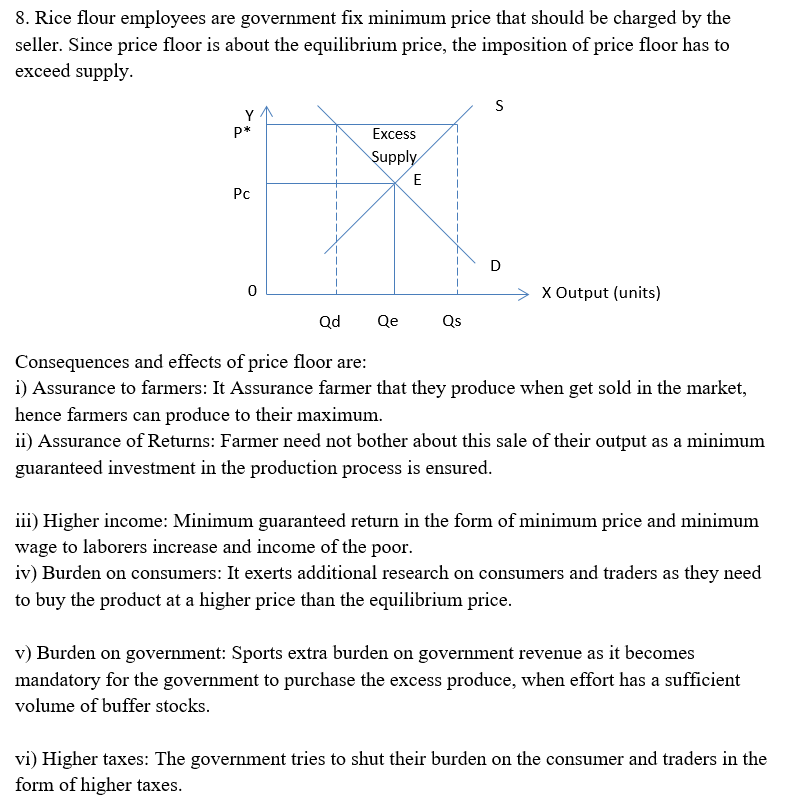 8. Rice flour employees are government fix minimum price that should be charged by the
seller. Since price floor is about the equilibrium price, the imposition of price floor has to
exceed supply.
Y
S
P*
Excess
Supply
E
Pc
D
0
X Output (units)
Qd Qe Qs
Consequences and effects of price floor are:
i) Assurance to farmers: It Assurance farmer that they produce when get sold in the market,
hence farmers can produce to their maximum.
ii) Assurance of Returns: Farmer need not bother about this sale of their output as a minimum
guaranteed investment in the production process is ensured.
iii) Higher income: Minimum guaranteed return in the form of minimum price and minimum
wage to laborers increase and income of the poor.
iv) Burden on consumers: It exerts additional research on consumers and traders as they need
to buy the product at a higher price than the equilibrium price.
v) Burden on government: Sports extra burden on government revenue as it becomes
mandatory for the government to purchase the excess produce, when effort has a sufficient
volume of buffer stocks.
vi) Higher taxes: The government tries to shut their burden on the consumer and traders in the
form of higher taxes.